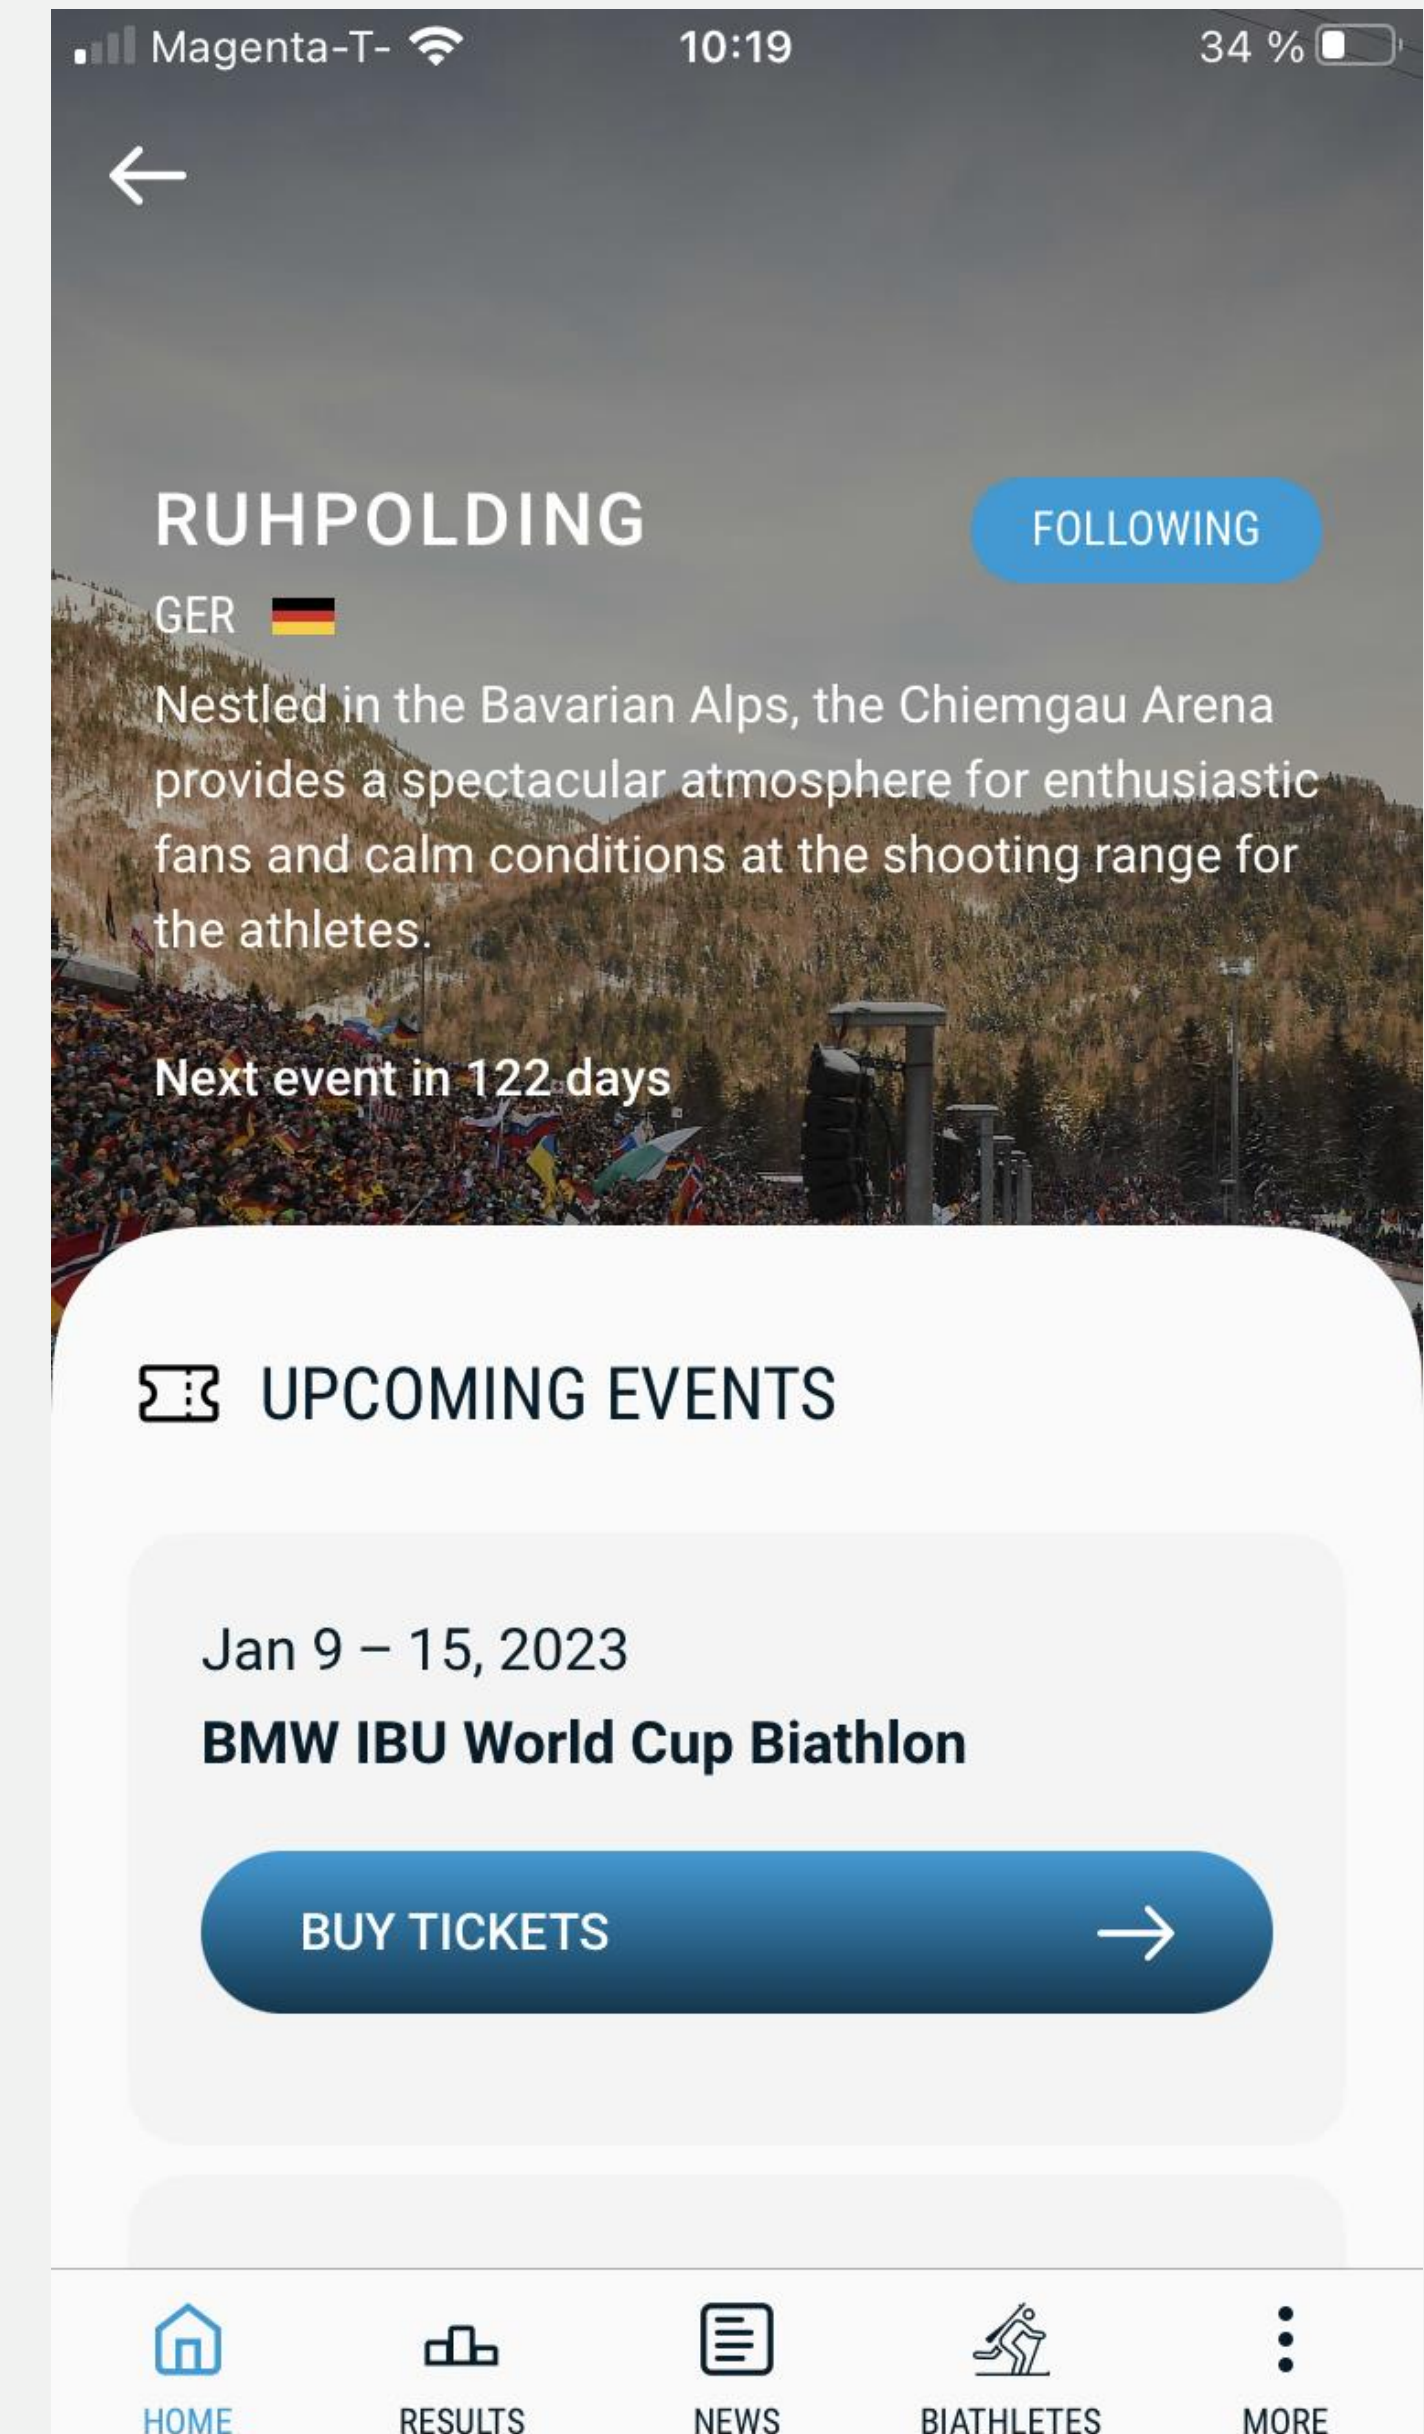 Magenta-T- 10:19 34 %
RUHPOLDING FOLLOWING
GER
Nestled in the Bavarian Alps, the Chiemgau Arena
provides a spectacular atmosphere for enthusiastic
fans and calm conditions at the shooting range for
the athletes.
Next event in 122 days
UPCOMING EVENTS
Jan 9 – 15, 2023
BMW IBU World Cup Biathlon
BUY TICKETS
HOME RESULTS NEWS BIATHLETES MORE